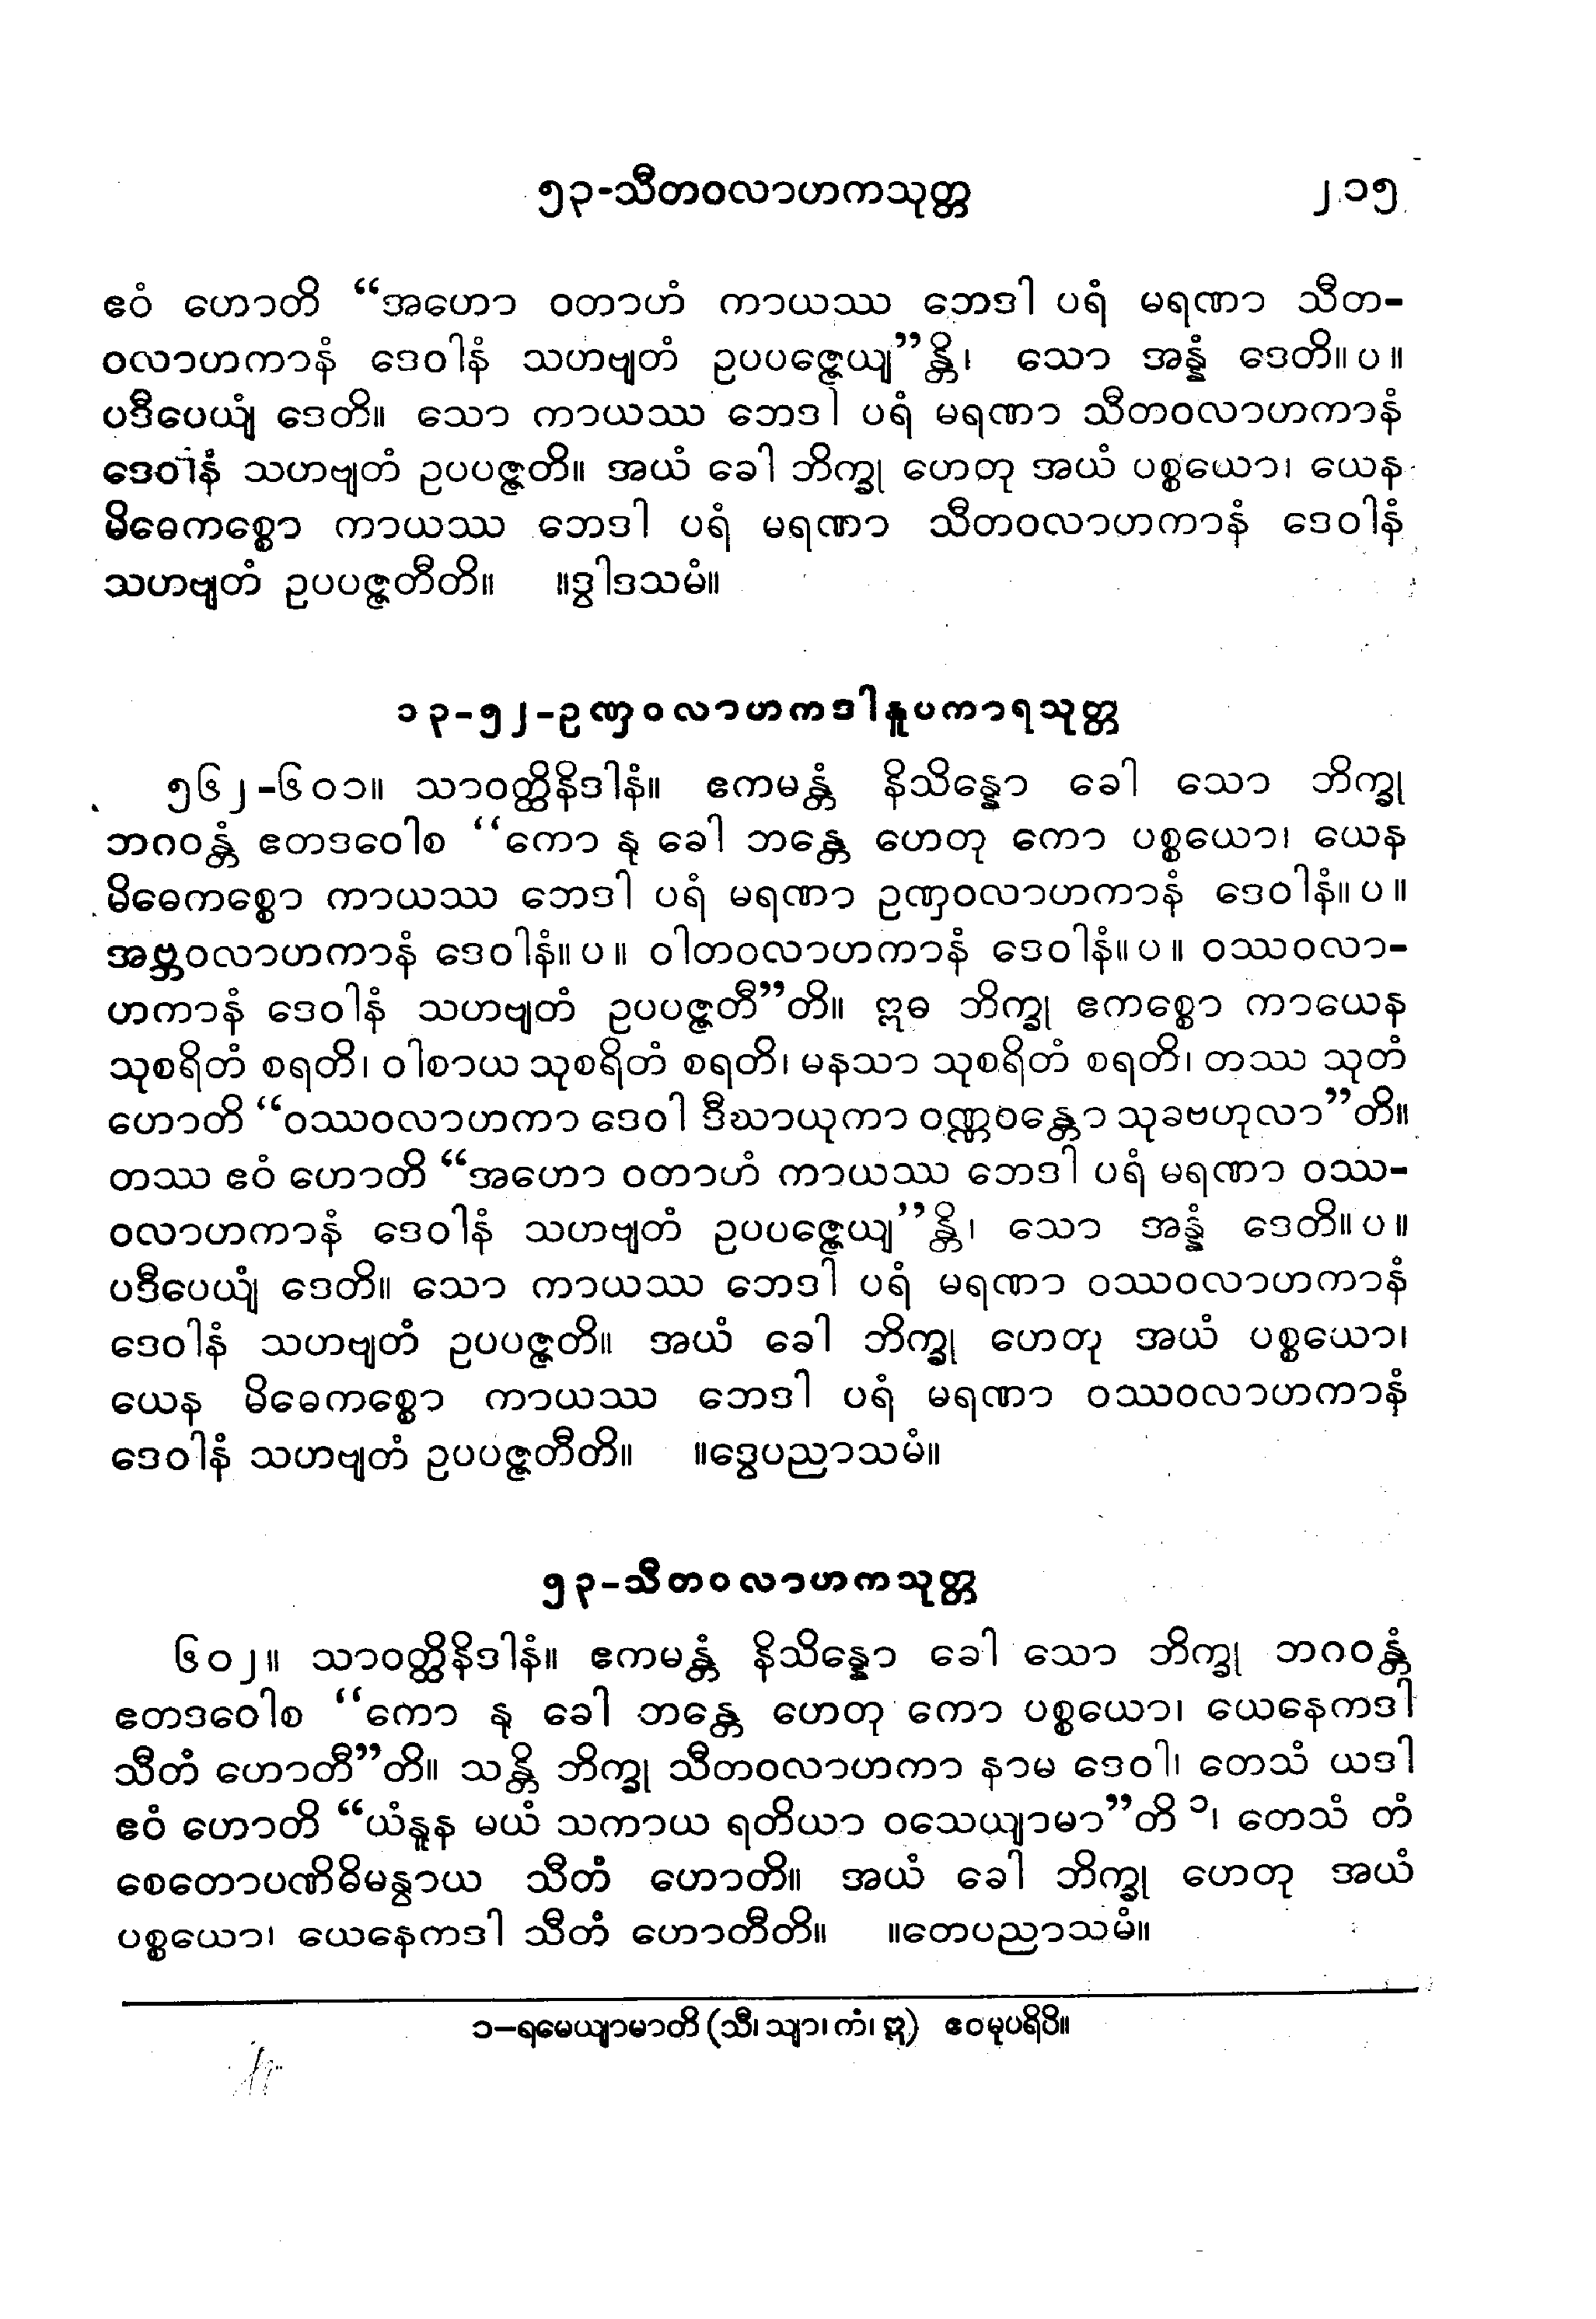 ၅၃-သီတဝလာဟကသုတ္တ ၂၁၅
ဧဝံ ဟောတိ “အဟော ဝတာဟံ ကာယဿ ဘေဒါ ပရံ မရဏာ သီတ-
ဝလာဟကာနံ ဒေဝါနံ သဟဗျတံ ဥပပဇ္ဇေယျ”န္တိ၊ သော အန္နံ ဒေတိ။ ပ ။
ပဒီပေယျံ ဒေတိ။ သော ကာယဿ ဘေဒါ ပရံ မရဏာ သီတဝလာဟကာနံ
ဒေဝါနံ သဟဗျတံ ဥပပဇ္ဇတိ။ အယံ ခေါ ဘိက္ခု ဟေတု အယံ ပစ္စယော၊ ယေန
မိဓေကစ္စော ကာယဿ ဘေဒါ ပရံ မရဏာ သီတဝလာဟကာနံ ဒေဝါနံ
သဟဗျတံ ဥပပဇ္ဇတီတိ။ ။ဒွါဒသမံ။
၁၃-၅၂-ဥဏှဝလာဟကဒါနူပကာရသုတ္တ
၅၆၂-၆၀၁။ သာဝတ္ထိနိဒါနံ။ ဧကမန္တံ နိသိန္နော ခေါ သော ဘိက္ခု
ဘဂဝန္တံ ဧတဒဝေါစ “ကော နု ခေါ ဘန္တေ ဟေတု ကော ပစ္စယော၊ ယေန
မိဓေကစ္စော ကာယဿ ဘေဒါ ပရံ မရဏာ ဥဏှဝလာဟကာနံ ဒေဝါနံ။ ပ ။
အဗ္ဘဝလာဟကာနံ ဒေဝါနံ။ ပ ။ ဝါတဝလာဟကာနံ ဒေဝါနံ။ ပ ။ ဝဿဝလာ-
ဟကာနံ ဒေဝါနံ သဟဗျတံ ဥပပဇ္ဇတီ”တိ။ ဣဓ ဘိက္ခု ဧကစ္စော ကာယေန
သုစရိတံ စရတိ၊ ဝါစာယ သုစရိတံ စရတိ၊ မနသာ သုစရိတံ စရတိ၊ တဿ သုတံ
ဟောတိ “ဝဿဝလာဟကာ ဒေဝါ ဒီဃာယုကာ ဝဏ္ဏဝန္တော သုခဗဟုလာ”တိ။
တဿ ဧဝံ ဟောတိ “အဟော ဝတာဟံ ကာယဿ ဘေဒါ ပရံ မရဏာ ဝဿ-
ဝလာဟကာနံ ဒေဝါနံ သဟဗျတံ ဥပပဇ္ဇေယျ”န္တိ၊ သော အန္နံ ဒေတိ။ ပ ။
ပဒီပေယျံ ဒေတိ။ သော ကာယဿ ဘေဒါ ပရံ မရဏာ ဝဿဝလာဟကာနံ
ဒေဝါနံ သဟဗျတံ ဥပပဇ္ဇတိ။ အယံ ခေါ ဘိက္ခု ဟေတု အယံ ပစ္စယော၊
ယေန မိဓေကစ္စော ကာယဿ ဘေဒါ ပရံ မရဏာ ဝဿဝလာဟကာနံ
ဒေဝါနံ သဟဗျတံ ဥပပဇ္ဇတီတိ။ ။ဒွေပညာသမံ။
၅၃-သီတဝလာဟကသုတ္တ
၆၀၂။ သာဝတ္ထိနိဒါနံ။ ဧကမန္တံ နိသိန္နော ခေါ သော ဘိက္ခု ဘဂဝန္တံ
ဧတဒဝေါစ “ကော နု ခေါ ဘန္တေ ဟေတု ကော ပစ္စယော၊ ယေနေကဒါ
သီတံ ဟောတီ”တိ။ သန္တိ ဘိက္ခု သီတဝလာဟကာ နာမ ဒေဝါ၊ တေသံ ယဒါ
ဧဝံ ဟောတိ “ယံနူန မယံ သကာယ ရတိယာ ဝသေယျာမာ”တိ ၁၊ တေသံ တံ
စေတောပဏိဓိမနွာယ သီတံ ဟောတိ။ အယံ ခေါ ဘိက္ခု ဟေတု အယံ
ပစ္စယော၊ ယေနေကဒါ သီတံ ဟောတီတိ။ ။တေပညာသမံ။
၁–ရမေယျာမာတိ (သီ၊ သျာ၊ ကံ၊ ဣ) ဧဝမုပရိပိ။